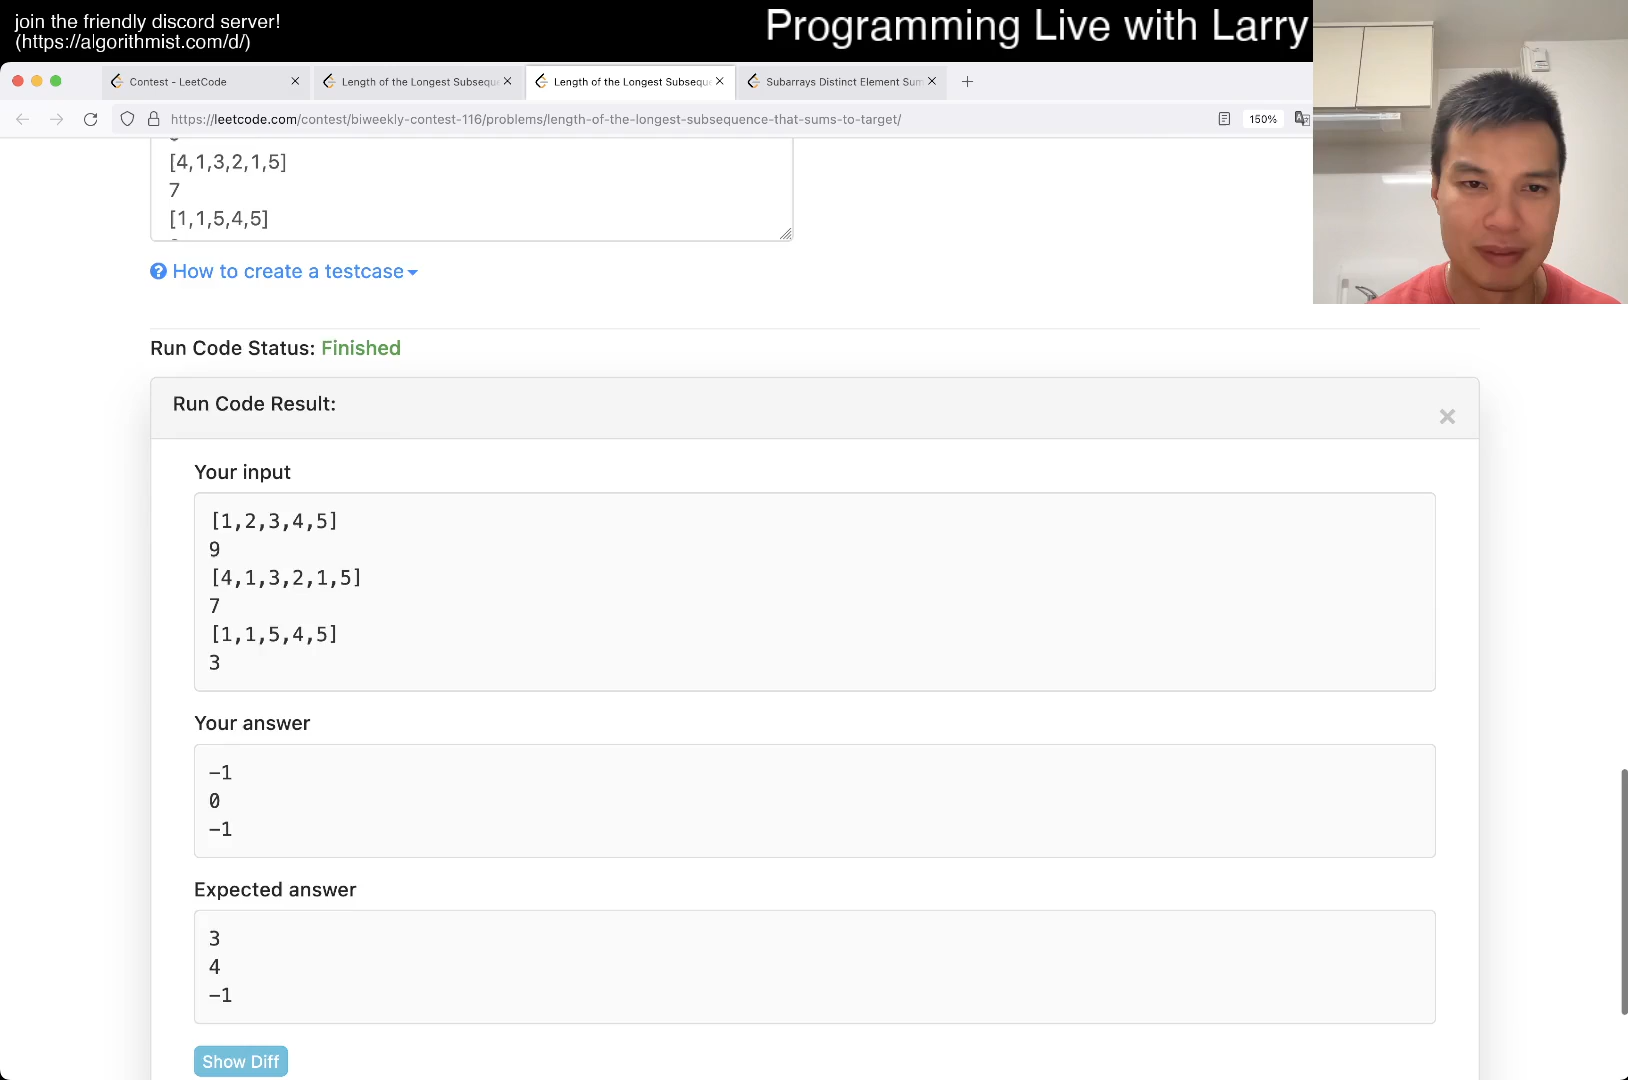 join the friendly discord server!
(https://algorithmist.com/d/)
Programming Live with Larry
Contest - LeetCode
Length of the Longest Subseque
Length of the Longest Subseque
Subarrays Distinct Element Sum
https://leetcode.com/contest/biweekly-contest-116/problems/length-of-the-longest-subsequence-that-sums-to-target/
150%
[4,1,3,2,1,5]
7
[1,1,5,4,5]
How to create a testcase
Run Code Status: Finished
Run Code Result:
×
Your input
[1,2,3,4,5]
9
[4,1,3,2,1,5]
7
[1,1,5,4,5]
3
Your answer
-1
0
-1
Expected answer
3
4
-1
Show Diff